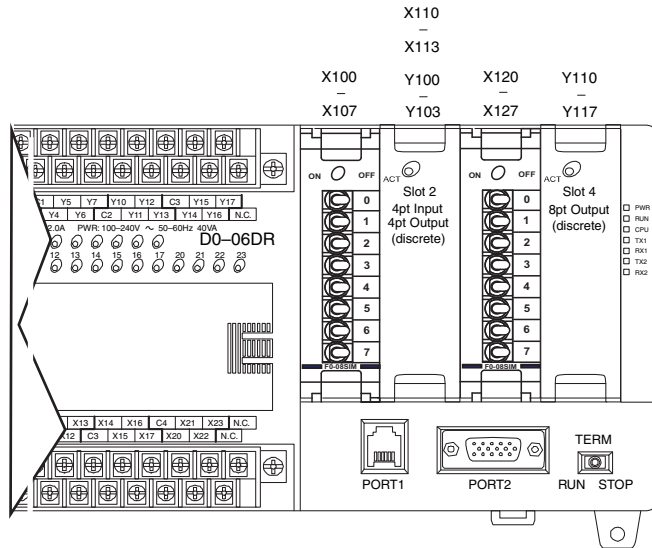 X110
–
X113
X100
–
X107
Y100
–
Y103
X120
–
X127
Y110
–
Y117
ON OFF
0
1
2
3
4
5
6
7
F0-08SIM
ACT
Slot 2
4pt Input
4pt Output
(discrete)
ON OFF
0
1
2
3
4
5
6
7
F0-08SIM
ACT
Slot 4
8pt Output
(discrete)
PWR
RUN
CPU
TX1
RX1
TX2
RX2
Y5 Y7 Y10 Y12 C3 Y15 Y17
Y4 Y6 C2 Y11 Y13 Y14 Y16 N.C.
2.0A PWR: 100–240V ~ 50–60Hz 40VA
D0–06DR
12 13 14 15 16 17 20 21 22 23
X13 X14 X16 C4 X21 X23 N.C.
X12 C3 X15 X17 X20 X22 N.C.
PORT1
PORT2
TERM
RUN STOP